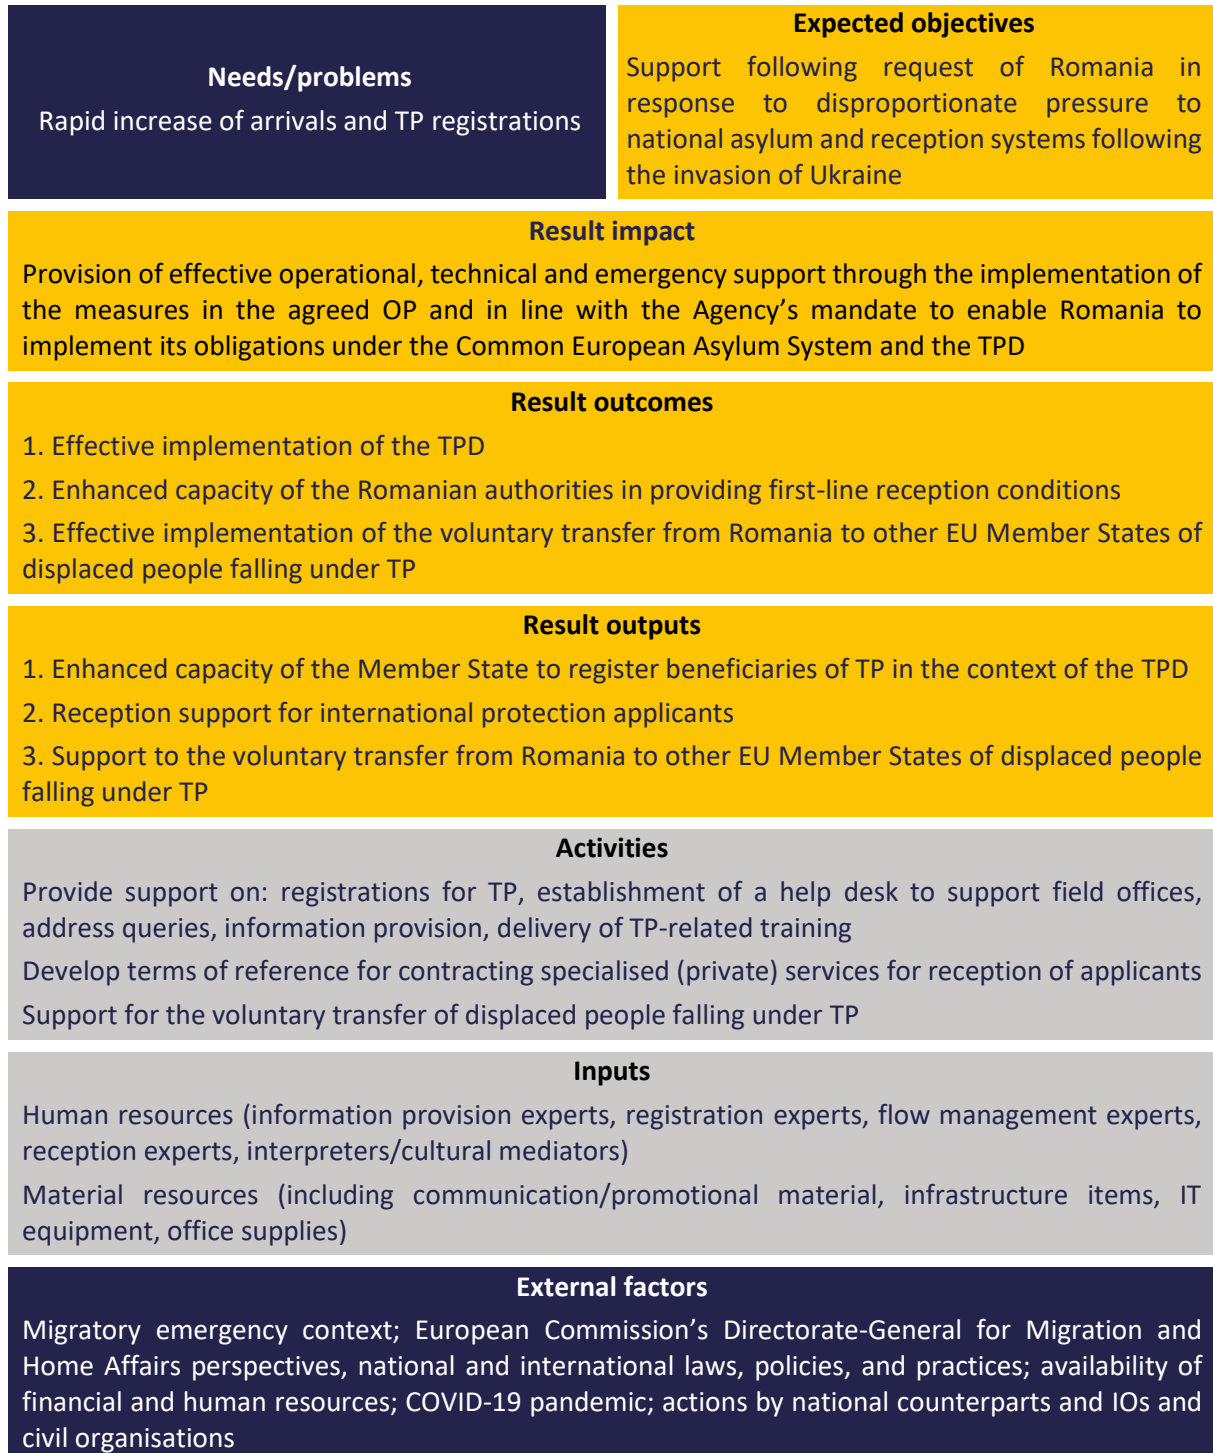 Needs/problems
Rapid increase of arrivals and TP registrations
Expected objectives
Support following request of Romania in
response to disproportionate pressure to
national asylum and reception systems following
the invasion of Ukraine
Result impact
Provision of effective operational, technical and emergency support through the implementation of
the measures in the agreed OP and in line with the Agency’s mandate to enable Romania to
implement its obligations under the Common European Asylum System and the TPD
Result outcomes
1. Effective implementation of the TPD
2. Enhanced capacity of the Romanian authorities in providing first-line reception conditions
3. Effective implementation of the voluntary transfer from Romania to other EU Member States of
displaced people falling under TP
Result outputs
1. Enhanced capacity of the Member State to register beneficiaries of TP in the context of the TPD
2. Reception support for international protection applicants
3. Support to the voluntary transfer from Romania to other EU Member States of displaced people
falling under TP
Activities
Provide support on: registrations for TP, establishment of a help desk to support field offices,
address queries, information provision, delivery of TP-related training
Develop terms of reference for contracting specialised (private) services for reception of applicants
Support for the voluntary transfer of displaced people falling under TP
Inputs
Human resources (information provision experts, registration experts, flow management experts,
reception experts, interpreters/cultural mediators)
Material resources (including communication/promotional material, infrastructure items, IT
equipment, office supplies)
External factors
Migratory emergency context; European Commission’s Directorate-General for Migration and
Home Affairs perspectives, national and international laws, policies, and practices; availability of
financial and human resources; COVID-19 pandemic; actions by national counterparts and IOs and
civil organisations